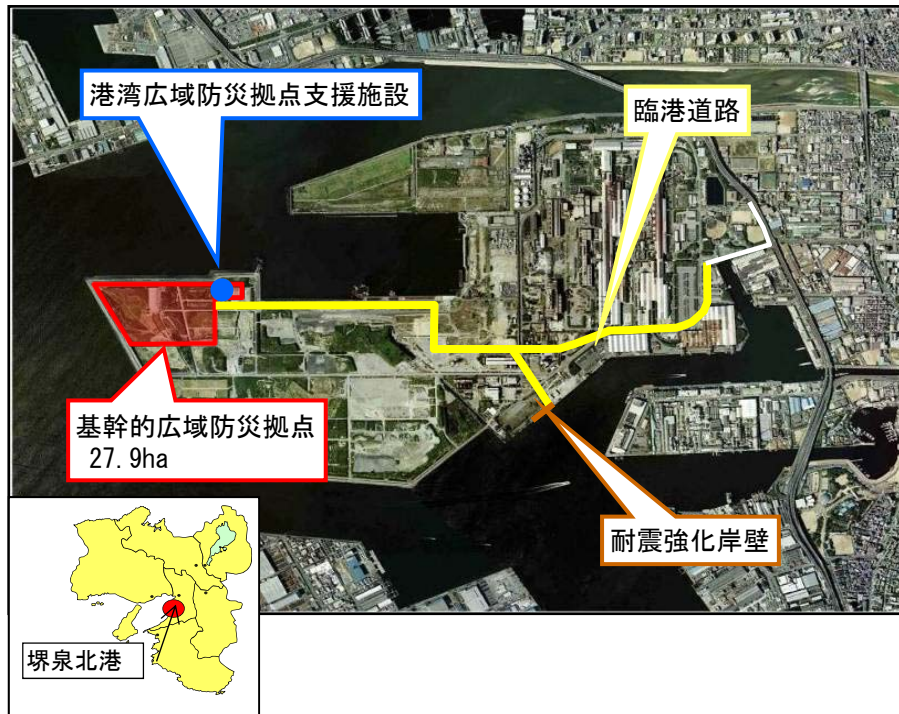 港湾広域防災拠点支援施設
臨港道路
基幹的広域防災拠点
27.9ha
耐震強化岸壁
堺泉北港